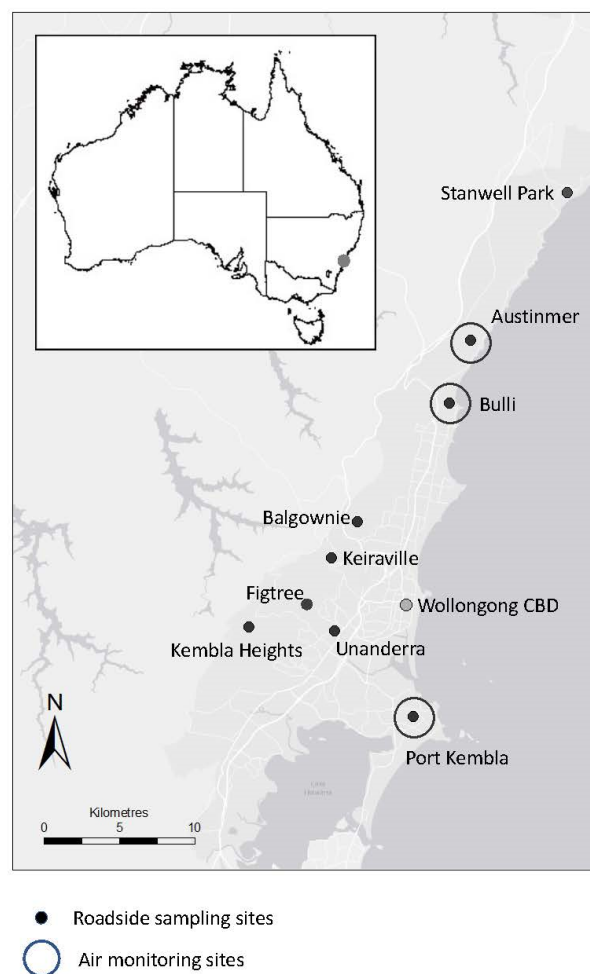 Stanwell Park
Austinmer
Bulli
Balgownie
Keiraville
Figtree
Wollongong CBD
Kembla Heights
Unanderra
Port Kembla
N
Kilometres
0 5 10
Roadside sampling sites
Air monitoring sites